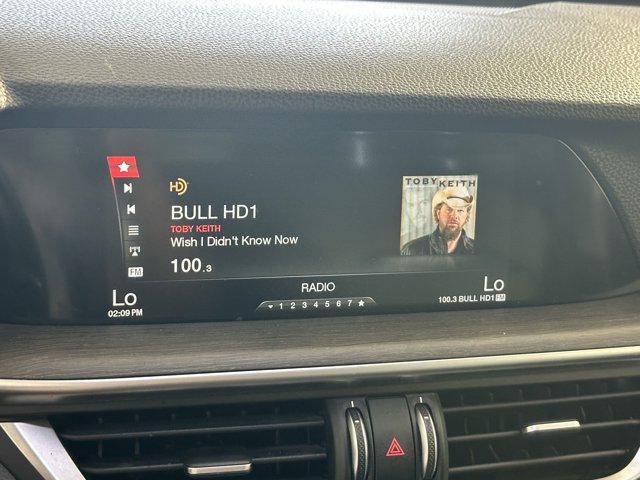 TOBY KEITH
HD
BULL HD1
TOBY KEITH
Wish I Didn't Know Now
100.3
FM
RADIO
Lo
Lo
02:09 PM
1 2 3 4 5 6 7
100.3 BULL HD1 FM